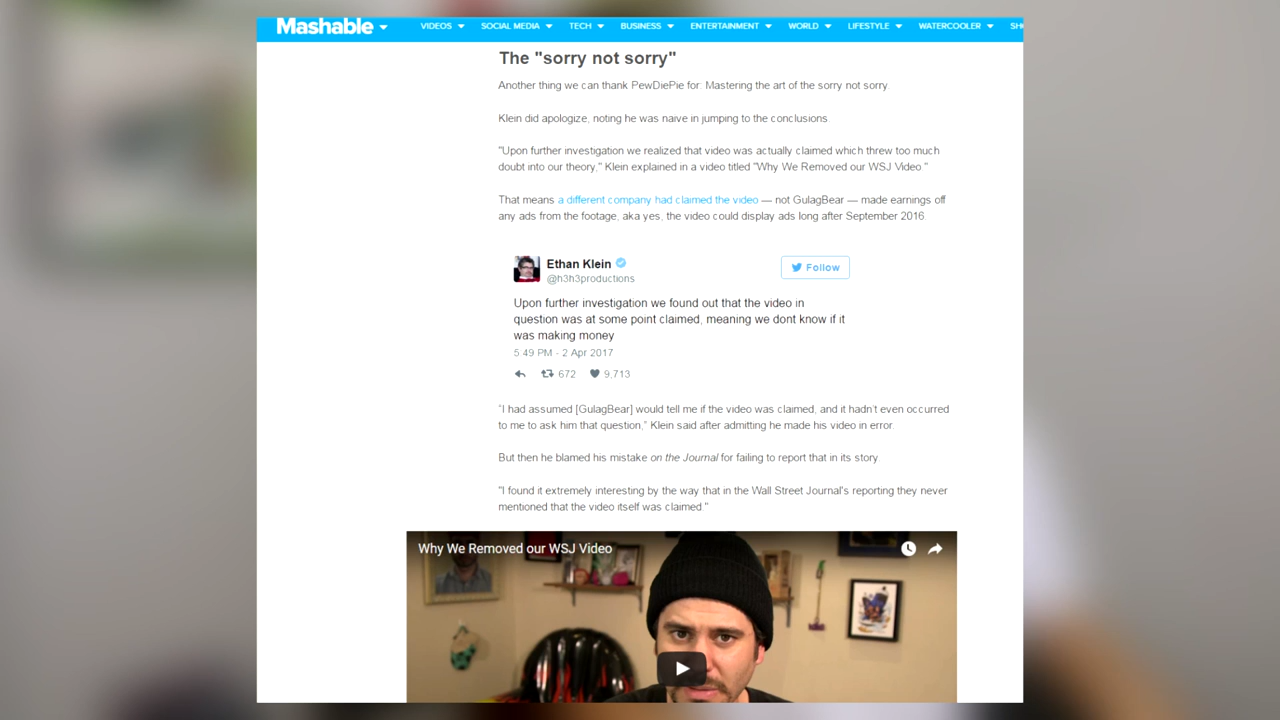 Mashable
VIDEOS SOCIAL MEDIA TECH BUSINESS ENTERTAINMENT WORLD LIFESTYLE WATERCOOLER
The "sorry not sorry"
Another thing we can thank PewDiePie for: Mastering the art of the sorry not sorry.
Klein did apologize, noting he was naive in jumping to the conclusions.
"Upon further investigation we realized that video was actually claimed which threw too much
doubt into our theory," Klein explained in a video titled "Why We Removed our WSJ Video."
That means a different company had claimed the video — not GulagBear — made earnings off
any ads from the footage, aka yes, the video could display ads long after September 2016.
Ethan Klein
@h3h3productions
Follow
Upon further investigation we found out that the video in
question was at some point claimed, meaning we dont know if it
was making money
5:49 PM - 2 Apr 2017
672 9,713
"I had assumed [GulagBear] would tell me if the video was claimed, and it hadn't even occurred
to me to ask him that question," Klein said after admitting he made his video in error.
But then he blamed his mistake on the Journal for failing to report that in its story.
"I found it extremely interesting by the way that in the Wall Street Journal's reporting they never
mentioned that the video itself was claimed."
Why We Removed our WSJ Video